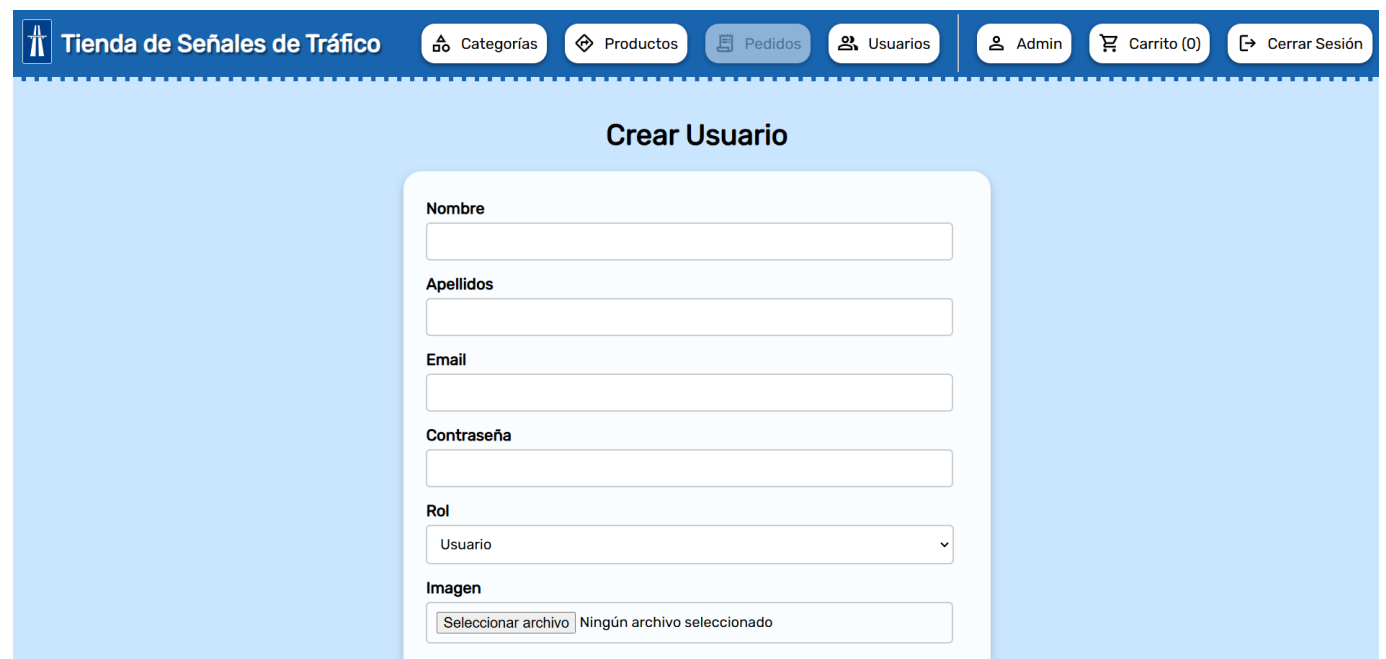 Tienda de Señales de Tráfico Categorías Productos Pedidos Usuarios Admin Carrito (0) Cerrar Sesión
Crear Usuario
Nombre
Apellidos
Email
Contraseña
Rol
Usuario
Imagen
Seleccionar archivo Ningún archivo seleccionado